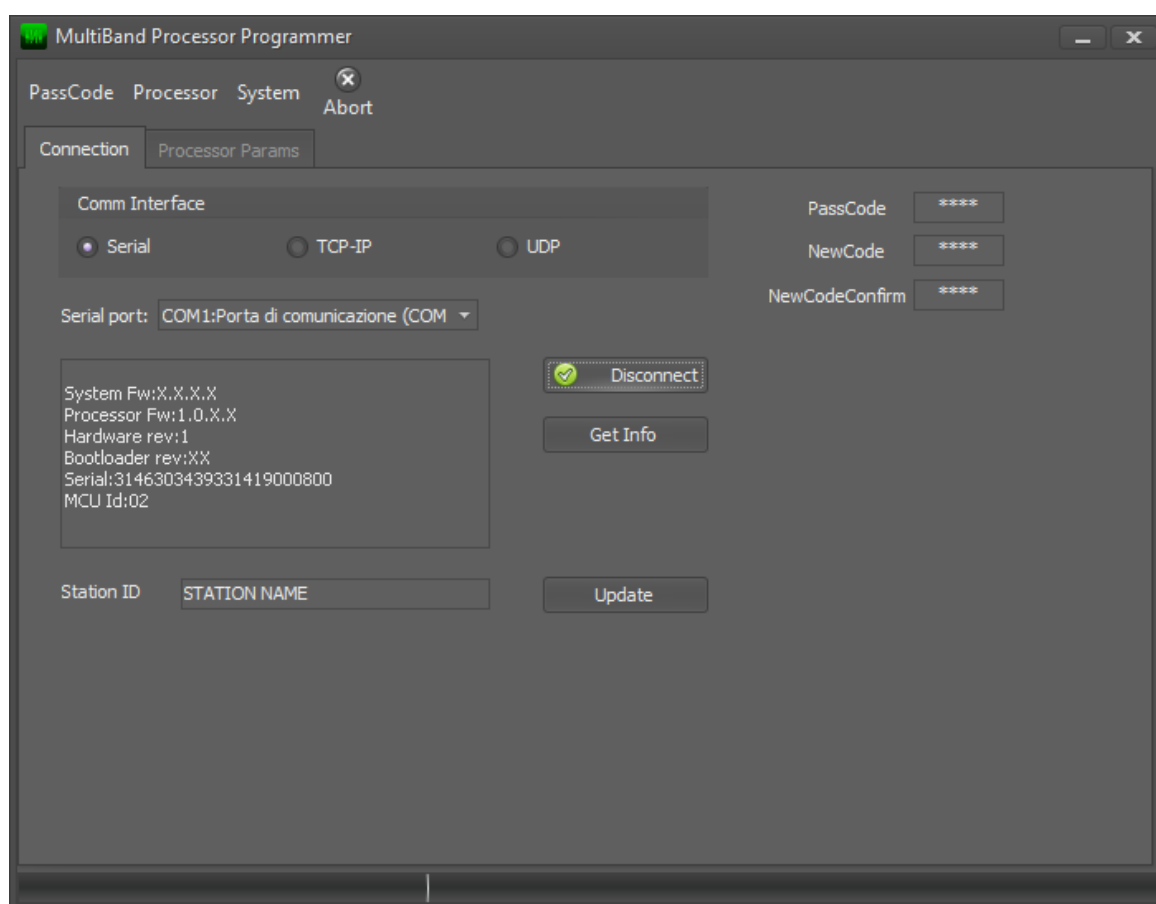 MultiBand Processor Programmer
PassCode Processor System Abort
Connection Processor Params
Comm Interface
Serial TCP-IP UDP
PassCode ****
NewCode ****
NewCodeConfirm ****
Serial port: COM1:Porta di comunicazione (COM
System Fw:X.X.X.X
Processor Fw:1.0.X.X
Hardware rev:1
Bootloader rev:XX
Serial:3146303439331419000800
MCU Id:02
Disconnect
Get Info
Station ID STATION NAME
Update